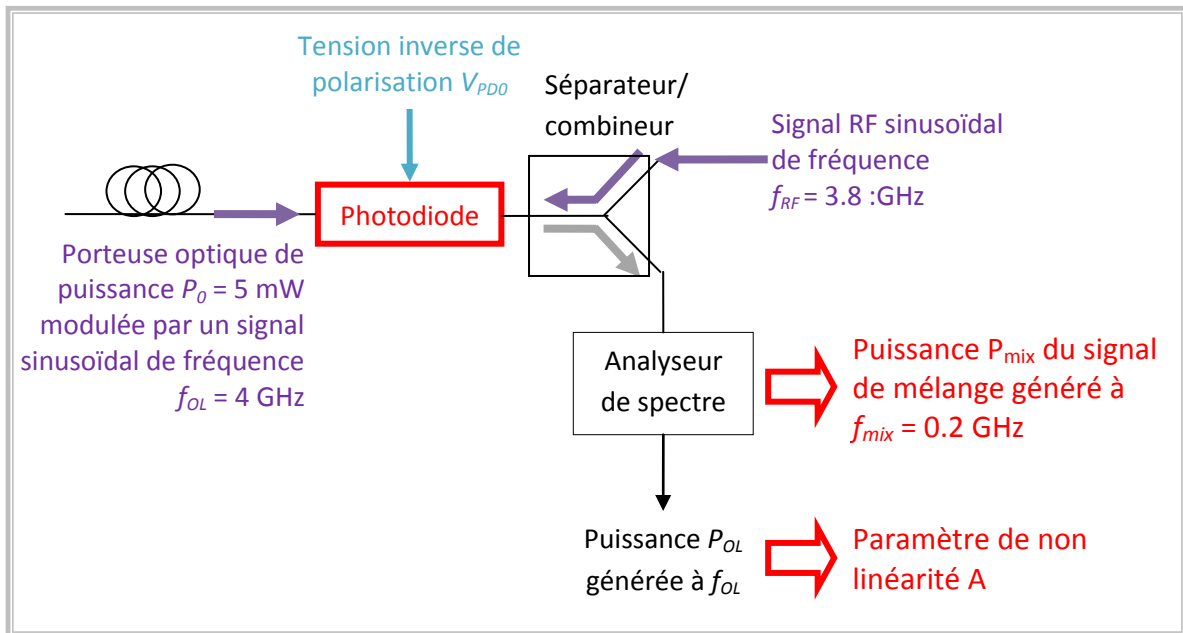 Tension inverse de
polarisation VPD0
Séparateur/
combineur
Signal RF sinusoïdal
de fréquence
fRF = 3.8 :GHz
Photodiode
Porteuse optique de
puissance P0 = 5 mW
modulée par un signal
sinusoïdal de fréquence
fOL = 4 GHz
Analyseur
de spectre
Puissance Pmix du signal
de mélange généré à
fmix = 0.2 GHz
Puissance POL
générée à fOL
Paramètre de non
linéarité A